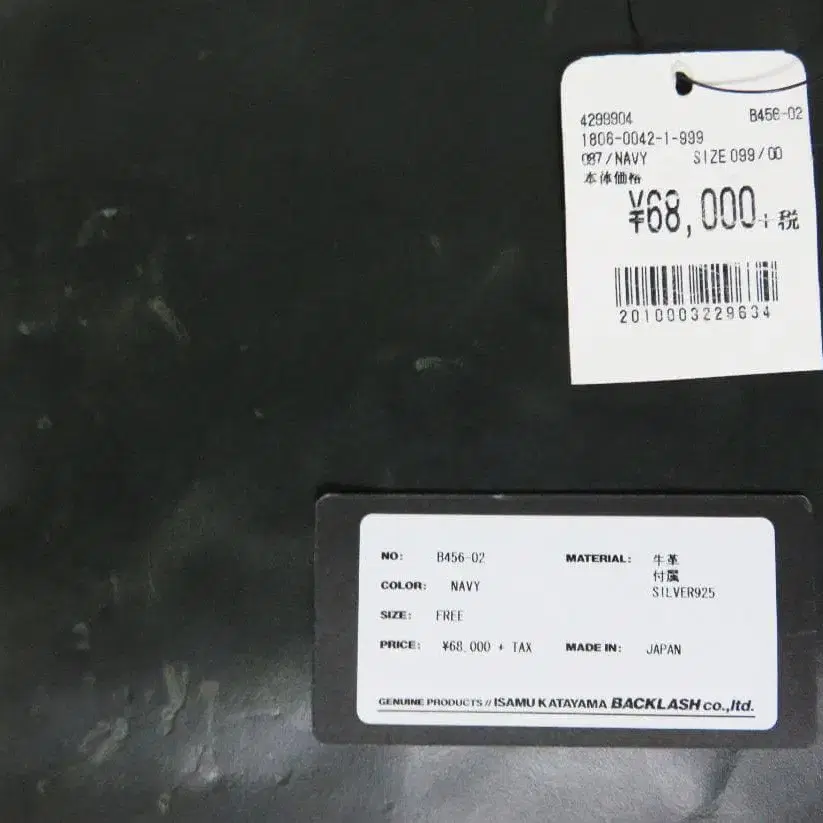 4299904 B456-02
1806-0042-1-999
087/NAVY SIZE 099/00
本体価格
¥68,000+税
2010003229634
NO: B456-02 MATERIAL: 牛革
付属
SILVER925
COLOR: NAVY
SIZE: FREE
PRICE: ¥68,000 + TAX MADE IN: JAPAN
GENUINE PRODUCTS // ISAMU KATAYAMA BACKLASH co.,ltd.